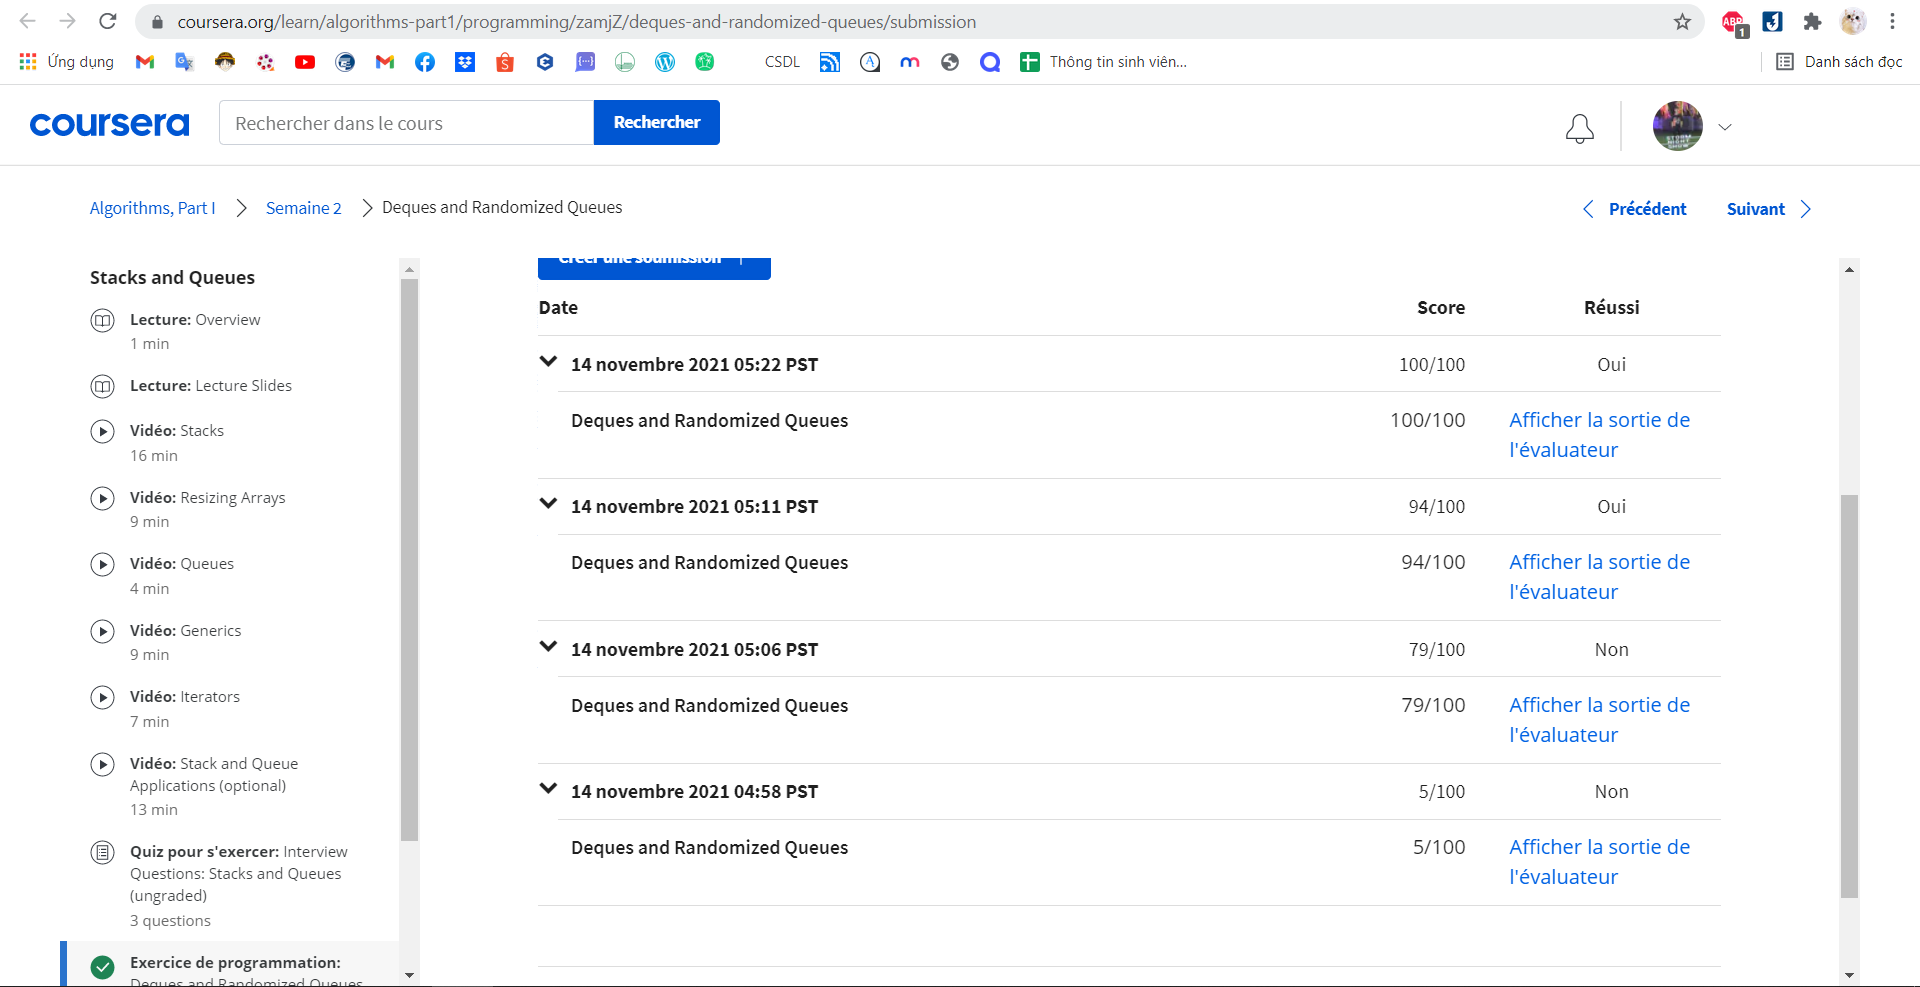 coursera.org/learn/algorithms-part1/programming/zamjZ/deques-and-randomized-queues/submission
ABP
1
Ứng dụng
CSDL
Thông tin sinh viên...
Danh sách đọc
coursera
Rechercher dans le cours
Rechercher
Algorithms, Part I
Semaine 2
Deques and Randomized Queues
Précédent
Suivant
Stacks and Queues
Lecture: Overview
1 min
Lecture: Lecture Slides
Vidéo: Stacks
16 min
Vidéo: Resizing Arrays
9 min
Vidéo: Queues
4 min
Vidéo: Generics
9 min
Vidéo: Iterators
7 min
Vidéo: Stack and Queue
Applications (optional)
13 min
Quiz pour s'exercer: Interview
Questions: Stacks and Queues
(ungraded)
3 questions
Exercice de programmation:
Deques and Randomized Queues
Créer une soumission
Date Score Réussi
14 novembre 2021 05:22 PST 100/100 Oui
Deques and Randomized Queues 100/100 Afficher la sortie de
l'évaluateur
14 novembre 2021 05:11 PST 94/100 Oui
Deques and Randomized Queues 94/100 Afficher la sortie de
l'évaluateur
14 novembre 2021 05:06 PST 79/100 Non
Deques and Randomized Queues 79/100 Afficher la sortie de
l'évaluateur
14 novembre 2021 04:58 PST 5/100 Non
Deques and Randomized Queues 5/100 Afficher la sortie de
l'évaluateur